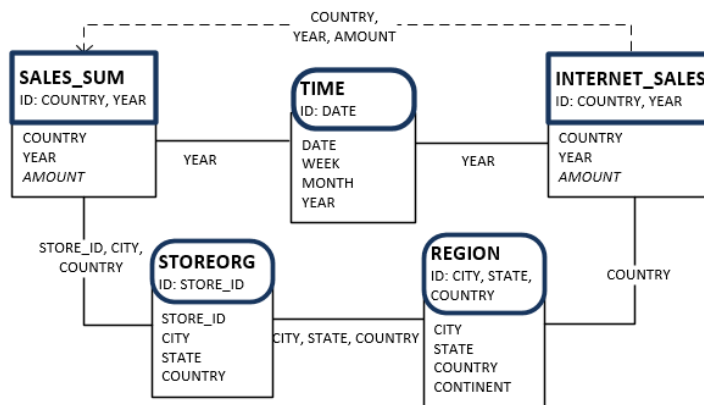 COUNTRY,
YEAR, AMOUNT
SALES_SUM
ID: COUNTRY, YEAR
COUNTRY
YEAR
AMOUNT
YEAR
TIME
ID: DATE
DATE
WEEK
MONTH
YEAR
YEAR
INTERNET_SALES
ID: COUNTRY, YEAR
COUNTRY
YEAR
AMOUNT
STORE_ID, CITY,
COUNTRY
STOREORG
ID: STORE_ID
STORE_ID
CITY
STATE
COUNTRY
CITY, STATE, COUNTRY
REGION
ID: CITY, STATE,
COUNTRY
CITY
STATE
COUNTRY
CONTINENT
COUNTRY